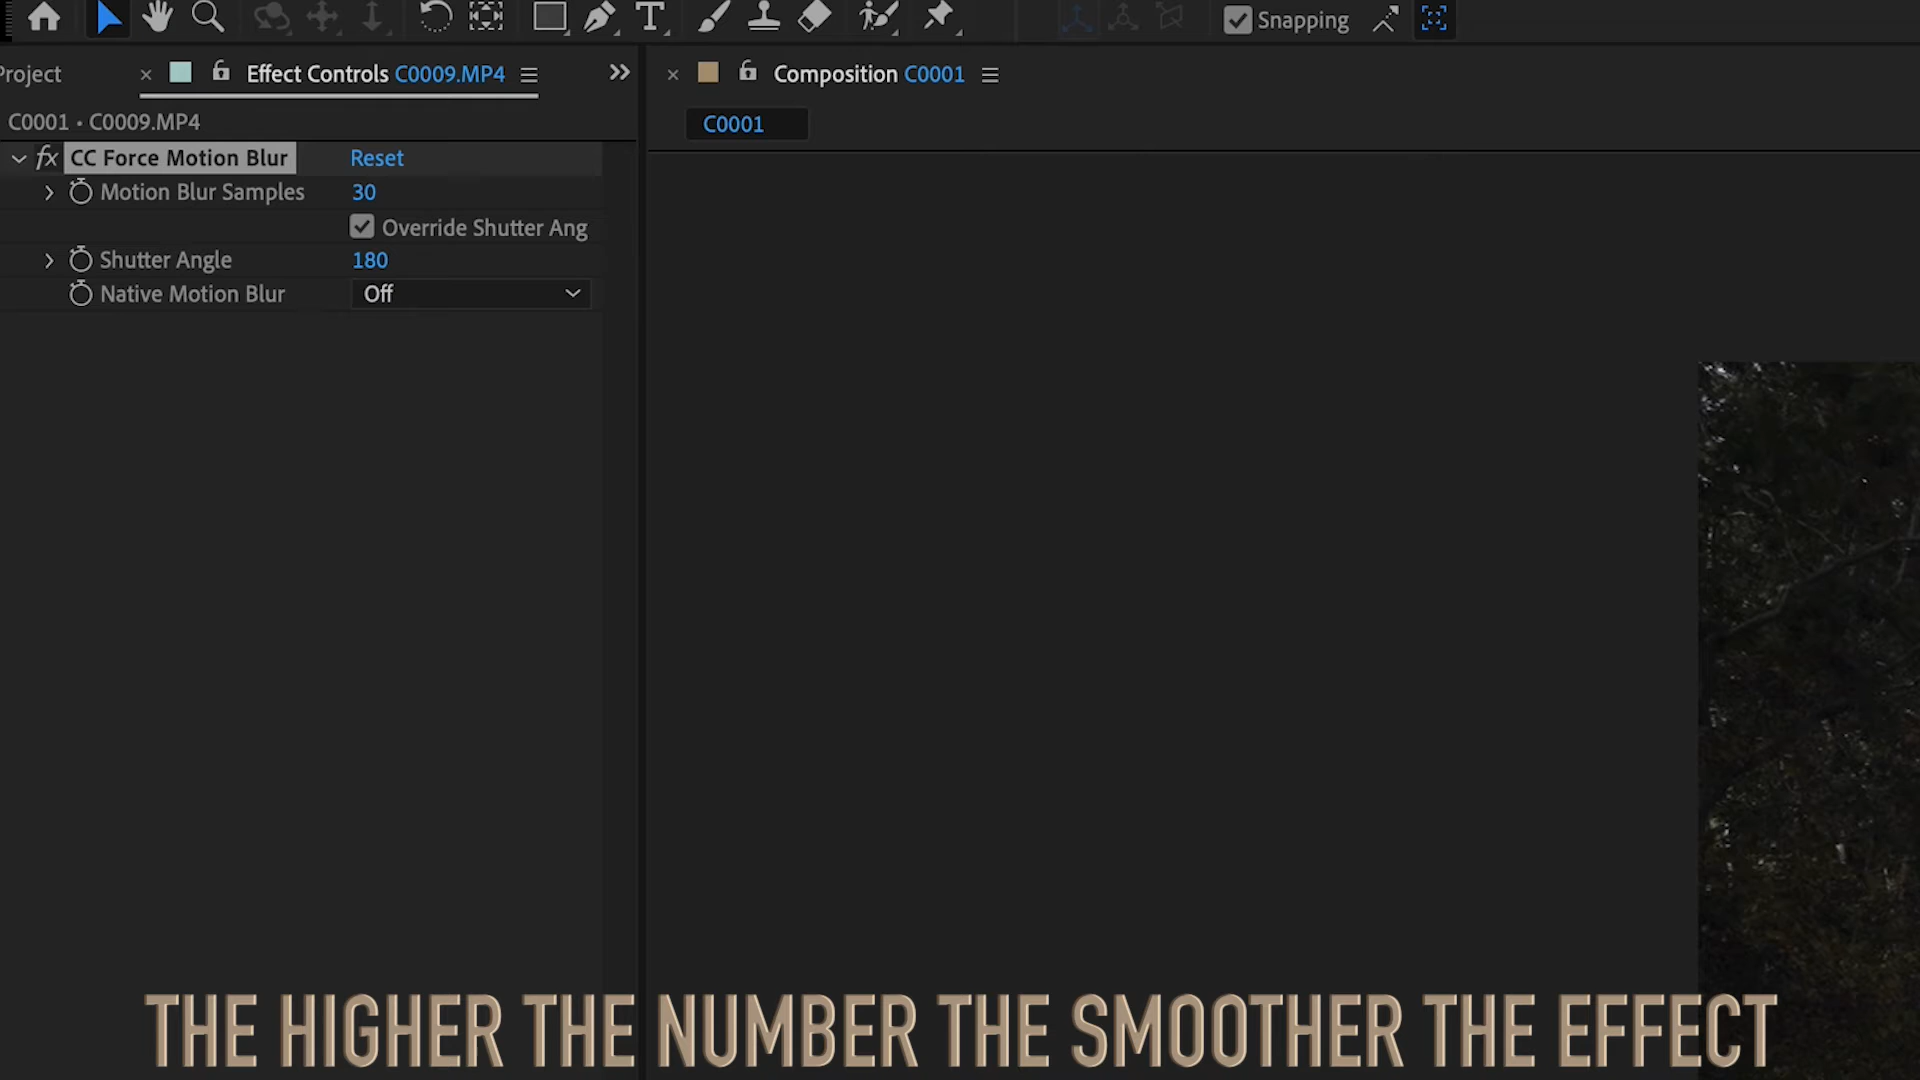 Snapping
Project
Effect Controls C0009.MP4
Composition C0001
C0001 • C0009.MP4
C0001
fx CC Force Motion Blur Reset
Motion Blur Samples 30
Override Shutter Ang
Shutter Angle 180
Native Motion Blur Off
THE HIGHER THE NUMBER THE SMOOTHER THE EFFECT